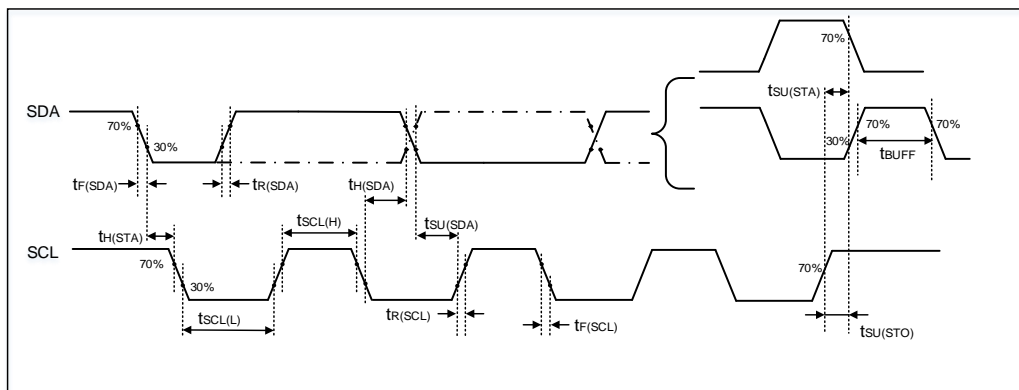 70%
tSU(STA)
SDA
70%
30%
30%
70%
70%
tBUFF
tF(SDA)
tR(SDA)
tH(SDA)
tSCL(H)
tSU(SDA)
tH(STA)
SCL
70%
30%
70%
tSCL(L)
tR(SCL)
tF(SCL)
tSU(STO)